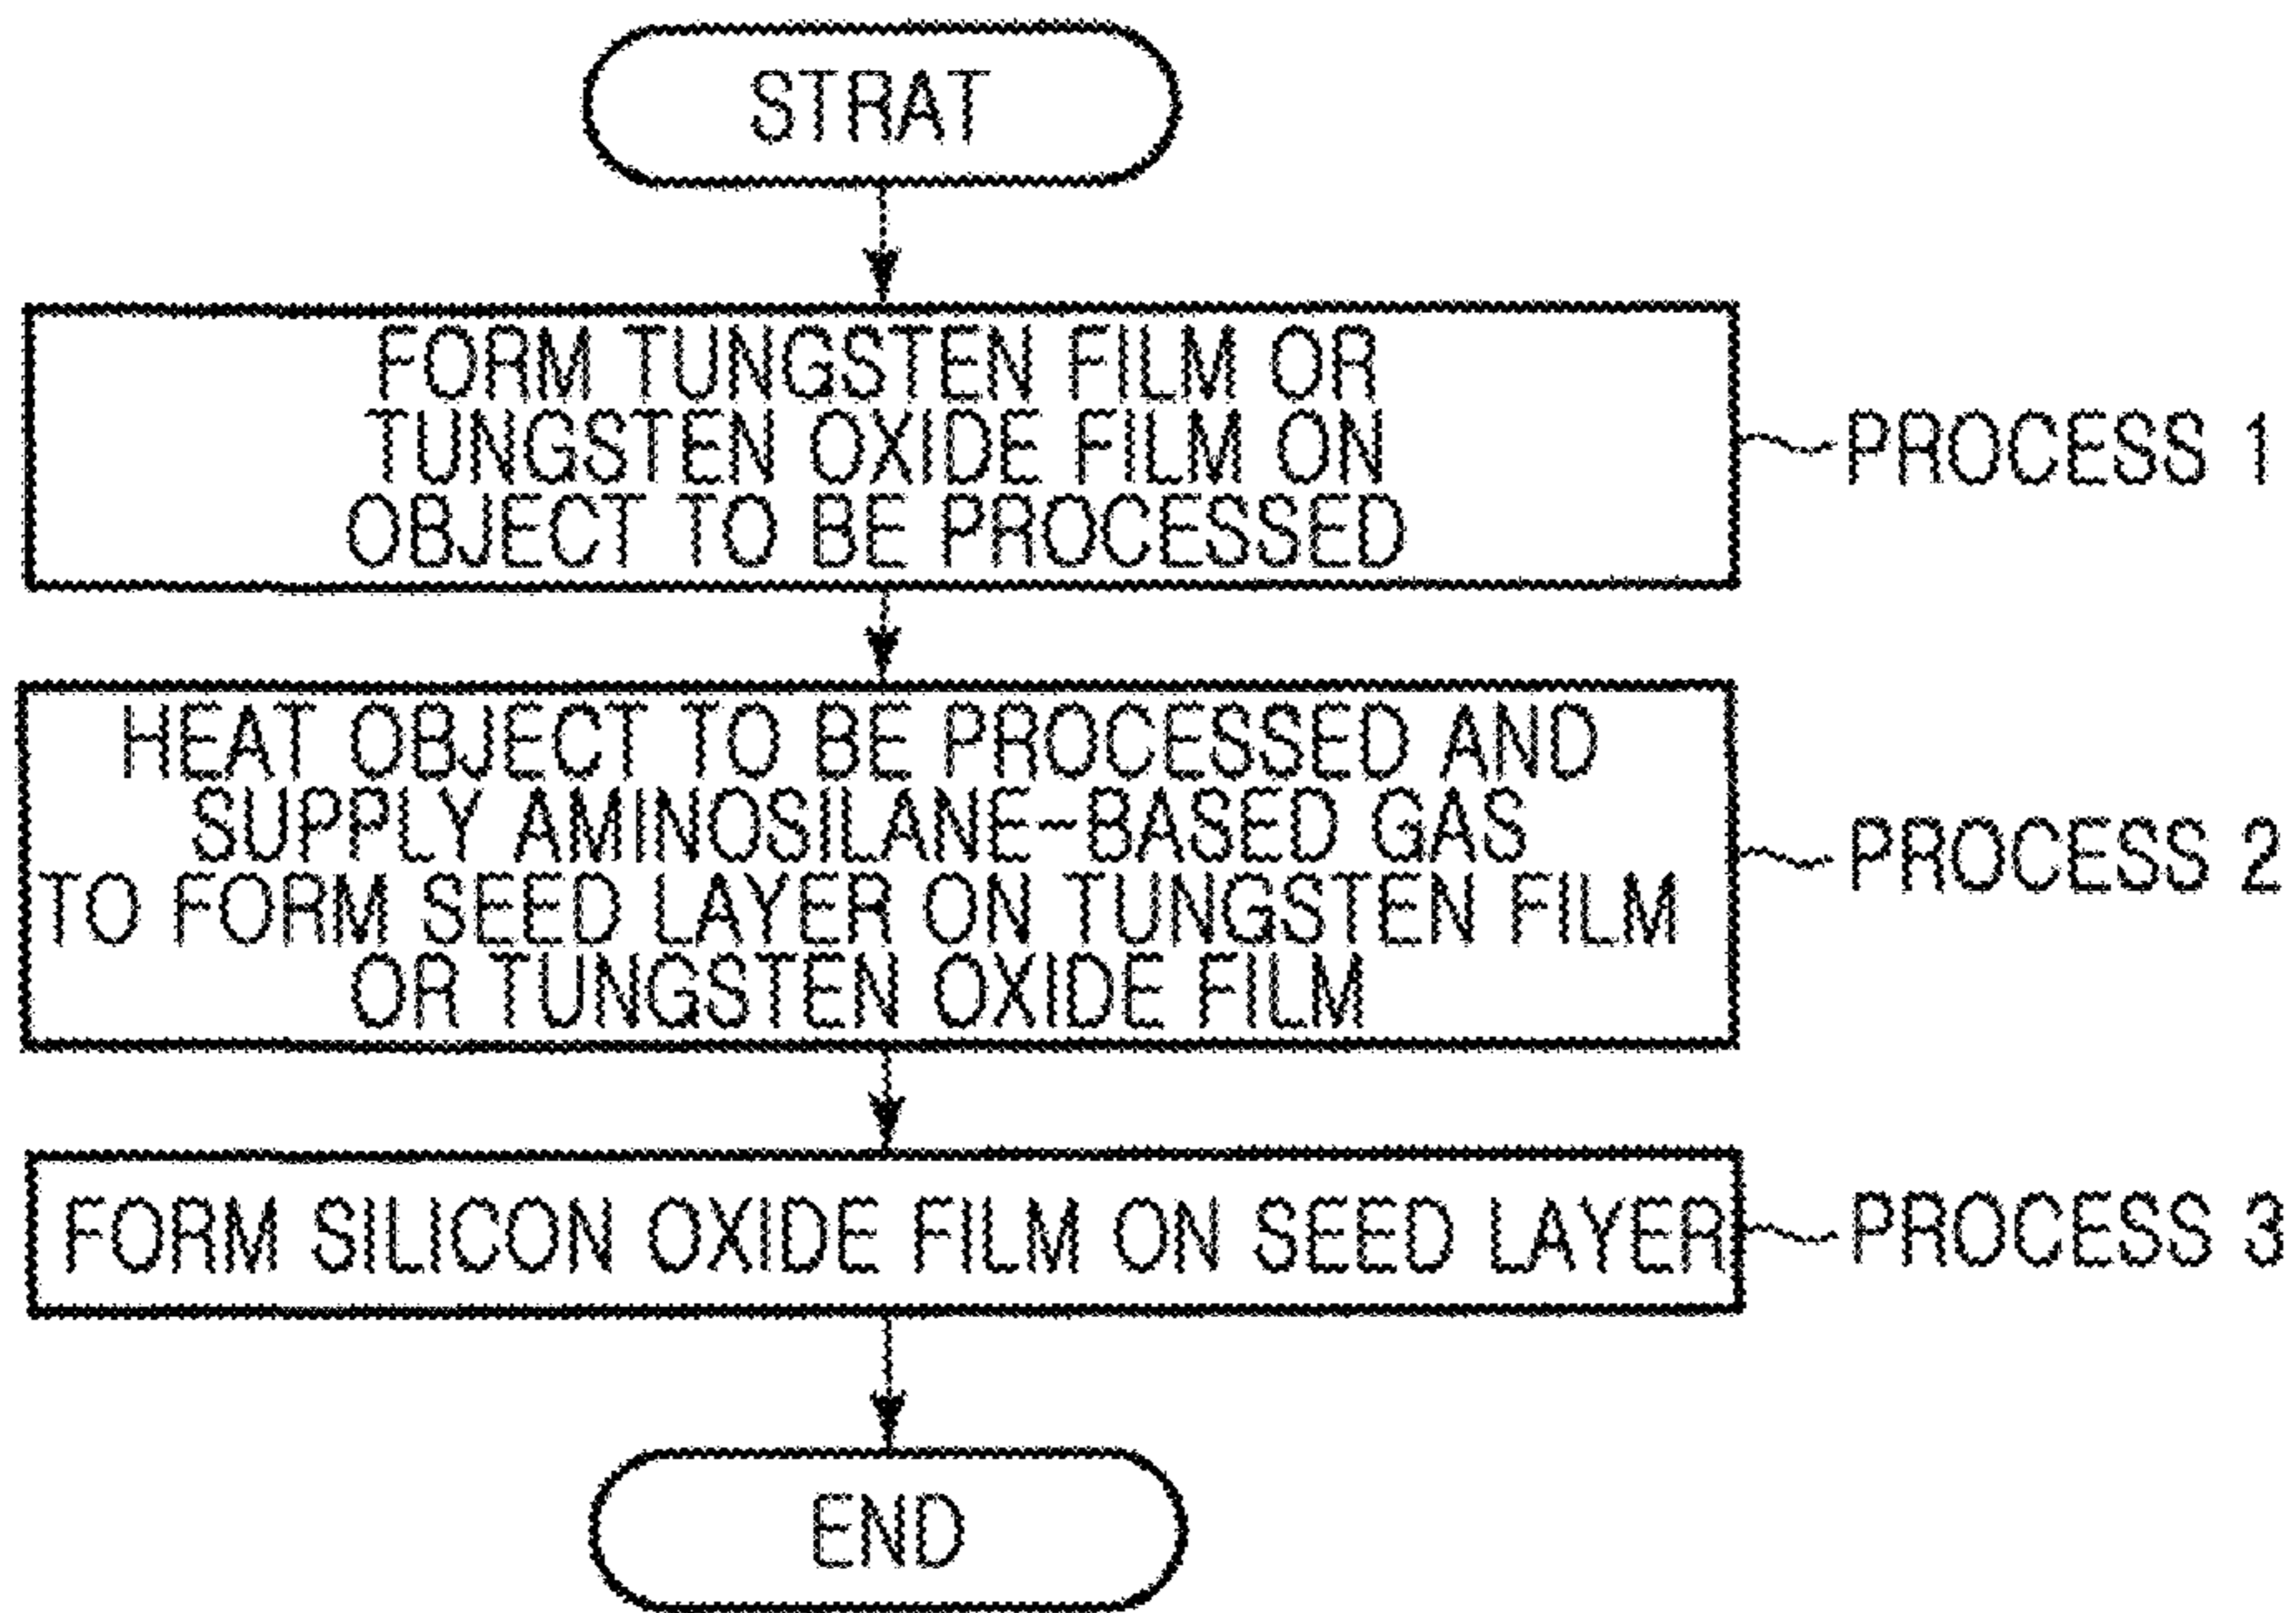 STRAT
FORM TUNGSTEN FILM OR
TUNGSTEN OXIDE FILM ON
OBJECT TO BE PROCESSED
PROCESS 1
HEAT OBJECT TO BE PROCESSED AND
SUPPLY AMINOSILANE-BASED GAS
TO FORM SEED LAYER ON TUNGSTEN FILM
OR TUNGSTEN OXIDE FILM
PROCESS 2
FORM SILICON OXIDE FILM ON SEED LAYER
PROCESS 3
END